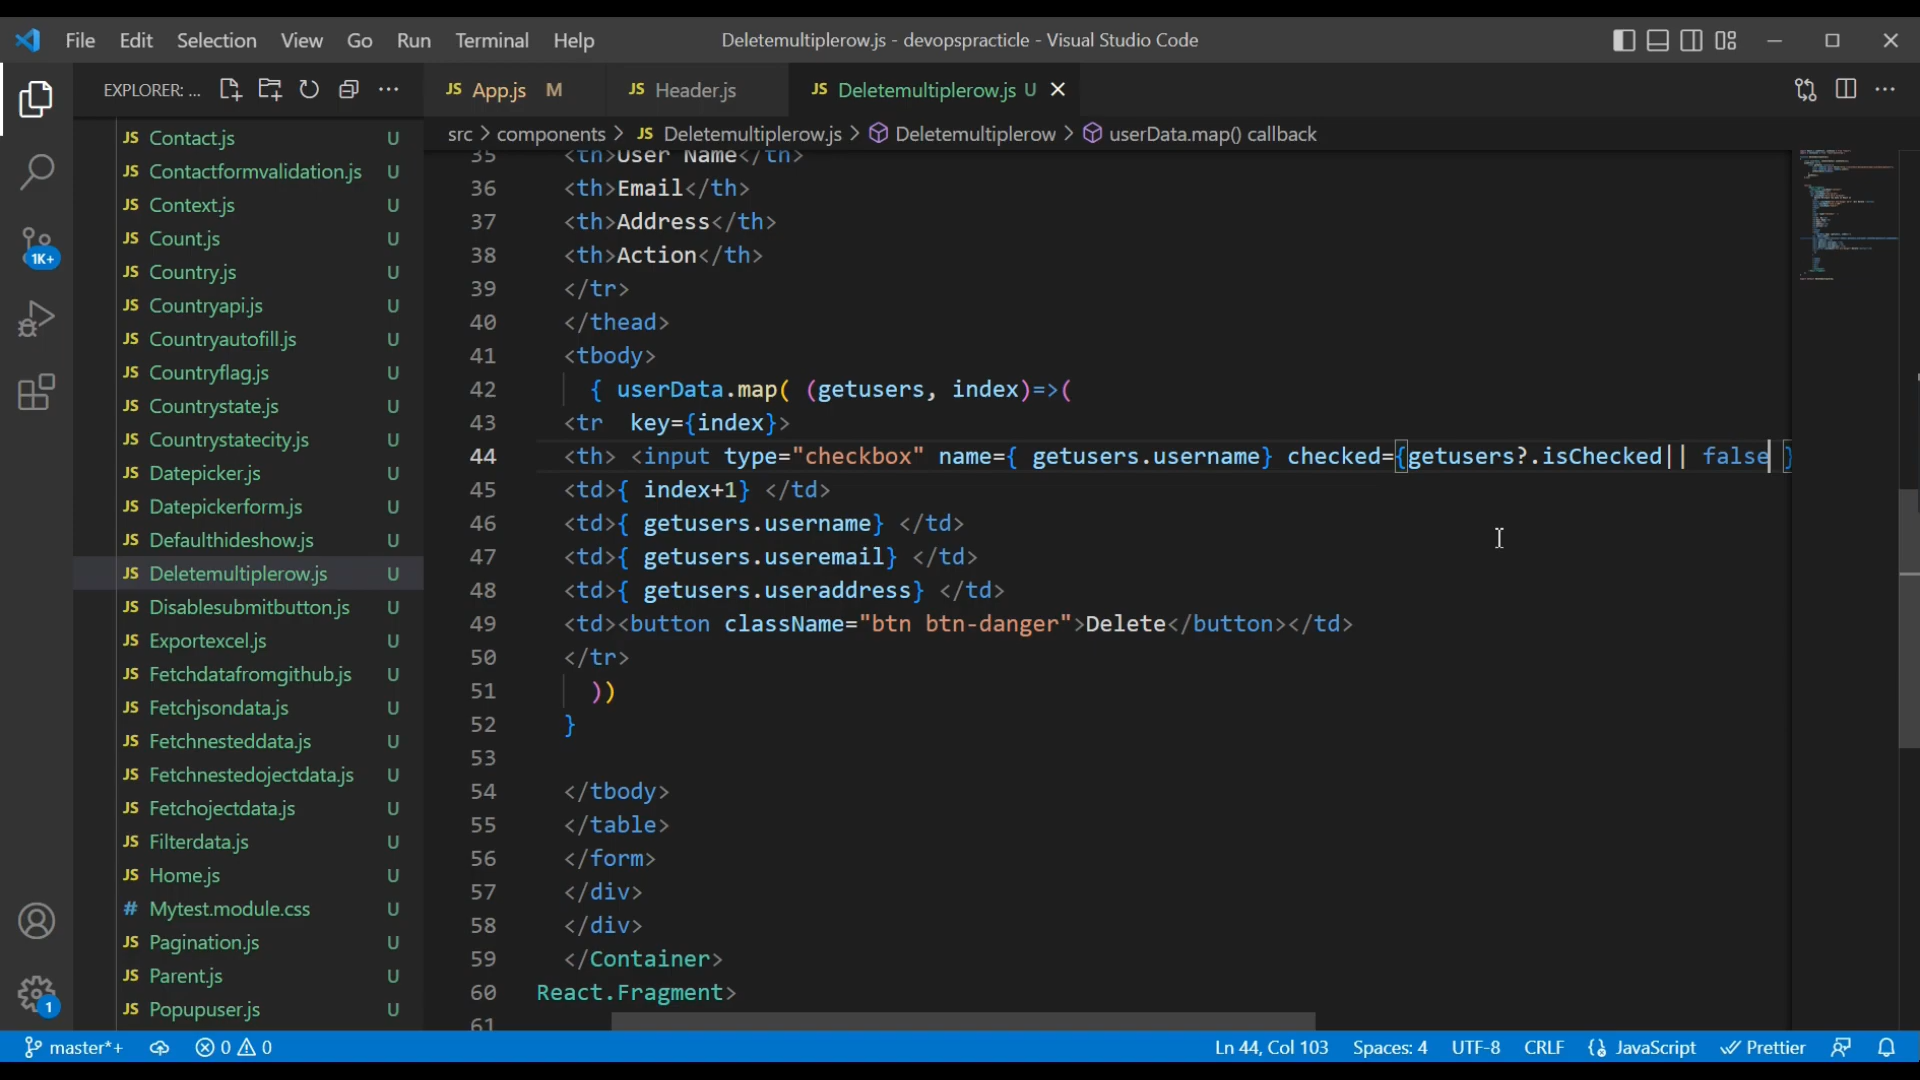 File Edit Selection View Go Run Terminal Help
Deletemultiplerow.js - devopspracticle - Visual Studio Code
EXPLORER: ...
JS App.js M
JS Header.js
JS Deletemultiplerow.js U
src > components > JS Deletemultiplerow.js > Deletemultiplerow > userData.map() callback
JS Contact.js U
JS Contactformvalidation.js U
JS Context.js U
JS Count.js U
JS Country.js U
JS Countryapi.js U
JS Countryautofill.js U
JS Countryflag.js U
JS Countrystate.js U
JS Countrystatecity.js U
JS Datepicker.js U
JS Datepickerform.js U
JS Defaulthideshow.js U
JS Deletemultiplerow.js U
JS Disablesubmitbutton.js U
JS Exportexcel.js U
JS Fetchdatafromgithub.js U
JS Fetchjsondata.js U
JS Fetchnesteddata.js U
JS Fetchnestedojectdata.js U
JS Fetchojectdata.js U
JS Filterdata.js U
JS Home.js U
# Mytest.module.css U
JS Pagination.js U
JS Parent.js U
JS Popupuser.js U
1K+
1
35 <th>User Name</th>
36 <th>Email</th>
37 <th>Address</th>
38 <th>Action</th>
39 </tr>
40 </thead>
41 <tbody>
42 { userData.map( (getusers, index)=>(
43 <tr  key={index}>
44 <th> <input type="checkbox" name={ getusers.username} checked={getusers?.isChecked|| false }
45 <td>{ index+1} </td>
46 <td>{ getusers.username} </td>
47 <td>{ getusers.useremail} </td>
48 <td>{ getusers.useraddress} </td>
49 <td><button className="btn btn-danger">Delete</button></td>
50 </tr>
51 ))
52 }
53
54 </tbody>
55 </table>
56 </form>
57 </div>
58 </div>
59 </Container>
60 React.Fragment>
61
master*+ 0 0 Ln 44, Col 103 Spaces: 4 UTF-8 CRLF JavaScript Prettier